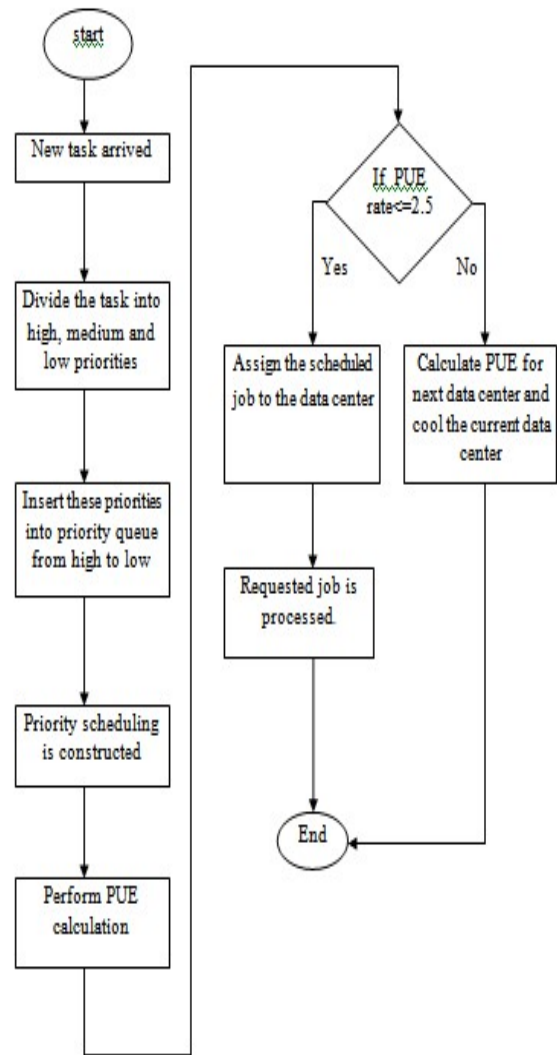 start
New task arrived
Divide the task into
high, medium and
low priorities
Insert these priorities
into priority queue
from high to low
Priority scheduling
is constructed
Perform PUE
calculation
If PUE
rate<=2.5
Yes
No
Assign the scheduled
job to the data center
Calculate PUE for
next data center and
cool the current data
center
Requested job is
processed.
End